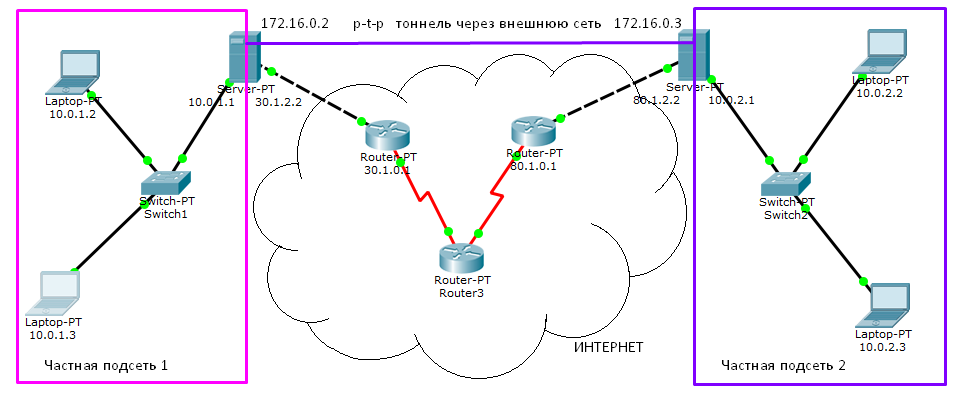 172.16.0.2 p-t-p тоннель через внешнюю сеть 172.16.0.3
Laptop-PT
10.0.1.2
Server-PT
10.0.1.1 30.1.2.2
Switch-PT
Switch1
Laptop-PT
10.0.1.3
Частная подсеть 1
Router-PT
30.1.0.1
Router-PT
80.1.0.1
Router-PT
Router3
ИНТЕРНЕТ
Server-PT
80.1.2.2 10.0.2.1
Laptop-PT
10.0.2.2
Switch-PT
Switch2
Laptop-PT
10.0.2.3
Частная подсеть 2